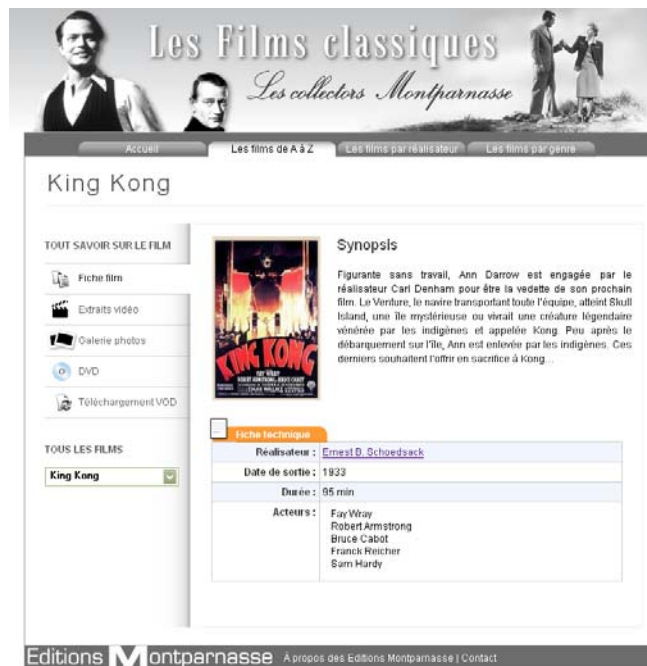 Les Films classiques
Les collectors Montparnasse
Accueil
Les films de A à Z
Les films par réalisateur
Les films par genre
King Kong
TOUT SAVOIR SUR LE FILM
Fiche film
Extraits vidéo
Galerie photos
DVD
Téléchargement VOD
TOUS LES FILMS
King Kong
KING KONG
FAY WRAY
Synopsis
Figurante sans travail, Ann Darrow est engagée par le
réalisateur Carl Denham pour être la vedette de son prochain
film. Le Venture, le navire transportant toute l'équipe, atteint Skull
Island, une île mystérieuse ou vivrait une créature légendaire
vénérée par les indigènes et appelée Kong. Peu après le
débarquement sur l'île, Ann est enlevée par les indigènes. Ces
derniers souhaitent l'offrir en sacrifice à Kong...
Fiche technique
Réalisateur : Ernest B. Schoedsack
Date de sortie : 1933
Durée : 95 min
Acteurs : Fay Wray
Robert Armstrong
Bruce Cabot
Franck Reicher
Sam Hardy
Editions Montparnasse A propos des Editions Montparnasse | Contact